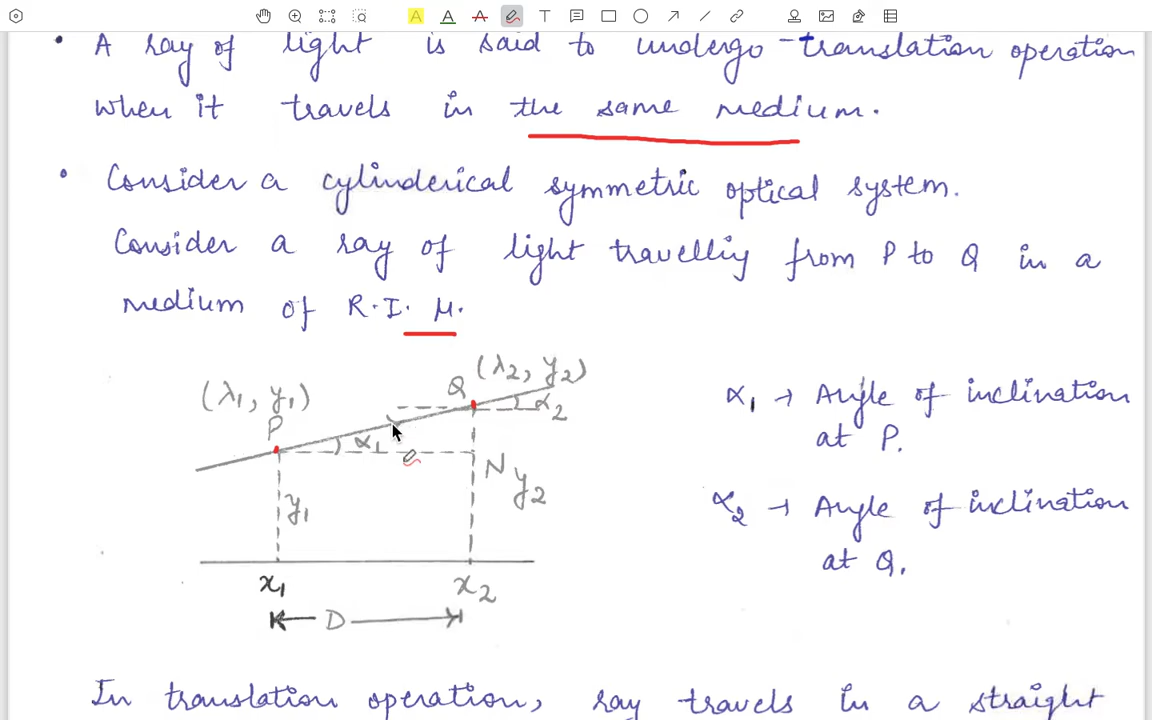 • A ray of light is said to undergo translation operation
when it travels in the same medium.
• Consider a cylinderical symmetric optical system.
Consider a ray of light travelliy from P to Q in a
medium of R.I. μ.
(λ1, y1)
P
α1
Q
(λ2, y2)
α2
N
y1
y2
x1
x2
D
α1 → Angle of inclination
at P.
α2 → Angle of inclination
at Q.
In translation operation, ray travels in a straight